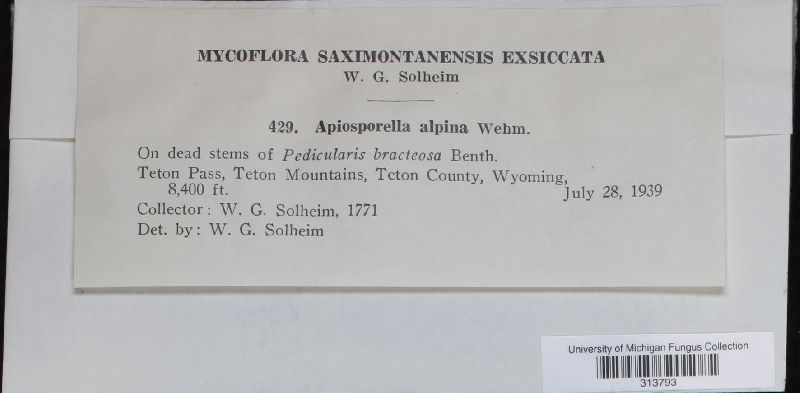 MYCOFLORA SAXIMONTANENSIS EXSICCATA
W. G. Solheim
429. Apiosporella alpina Wehm.
On dead stems of Pedicularis bracteosa Benth.
Teton Pass, Teton Mountains, Teton County, Wyoming,
8,400 ft. July 28, 1939
Collector: W. G. Solheim, 1771
Det. by: W. G. Solheim
University of Michigan Fungus Collection
313793